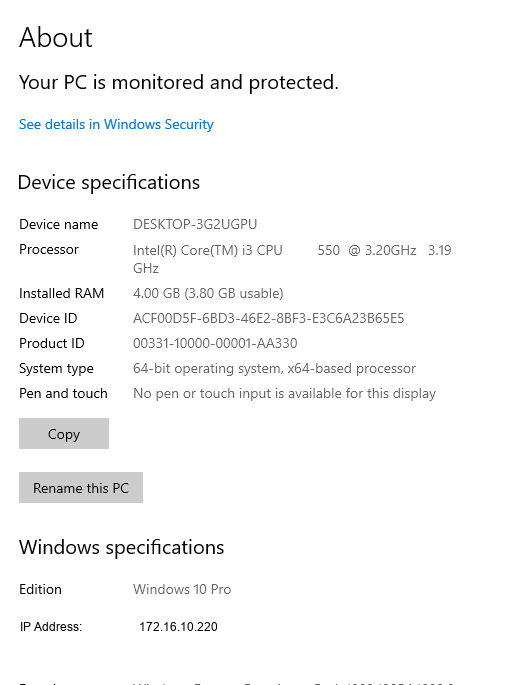 About
Your PC is monitored and protected.
See details in Windows Security
Device specifications
Device name DESKTOP-3G2UGPU
Processor Intel(R) Core(TM) i3 CPU 550 @ 3.20GHz 3.19
GHz
Installed RAM 4.00 GB (3.80 GB usable)
Device ID ACF00D5F-6BD3-46E2-8BF3-E3C6A23B65E5
Product ID 00331-10000-00001-AA330
System type 64-bit operating system, x64-based processor
Pen and touch No pen or touch input is available for this display
Copy
Rename this PC
Windows specifications
Edition Windows 10 Pro
IP Address: 172.16.10.220